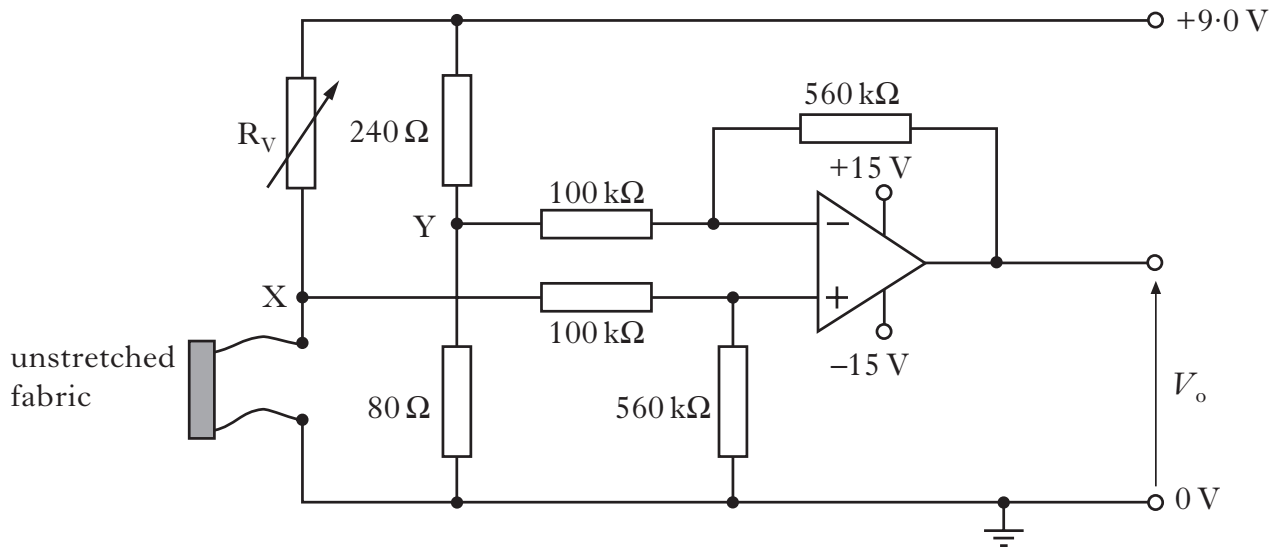 +9·0 V
560 kΩ
R_V
240 Ω
+15 V
100 kΩ
Y
−
X
+
100 kΩ
−15 V
unstretched
fabric
80 Ω
560 kΩ
V_o
0 V